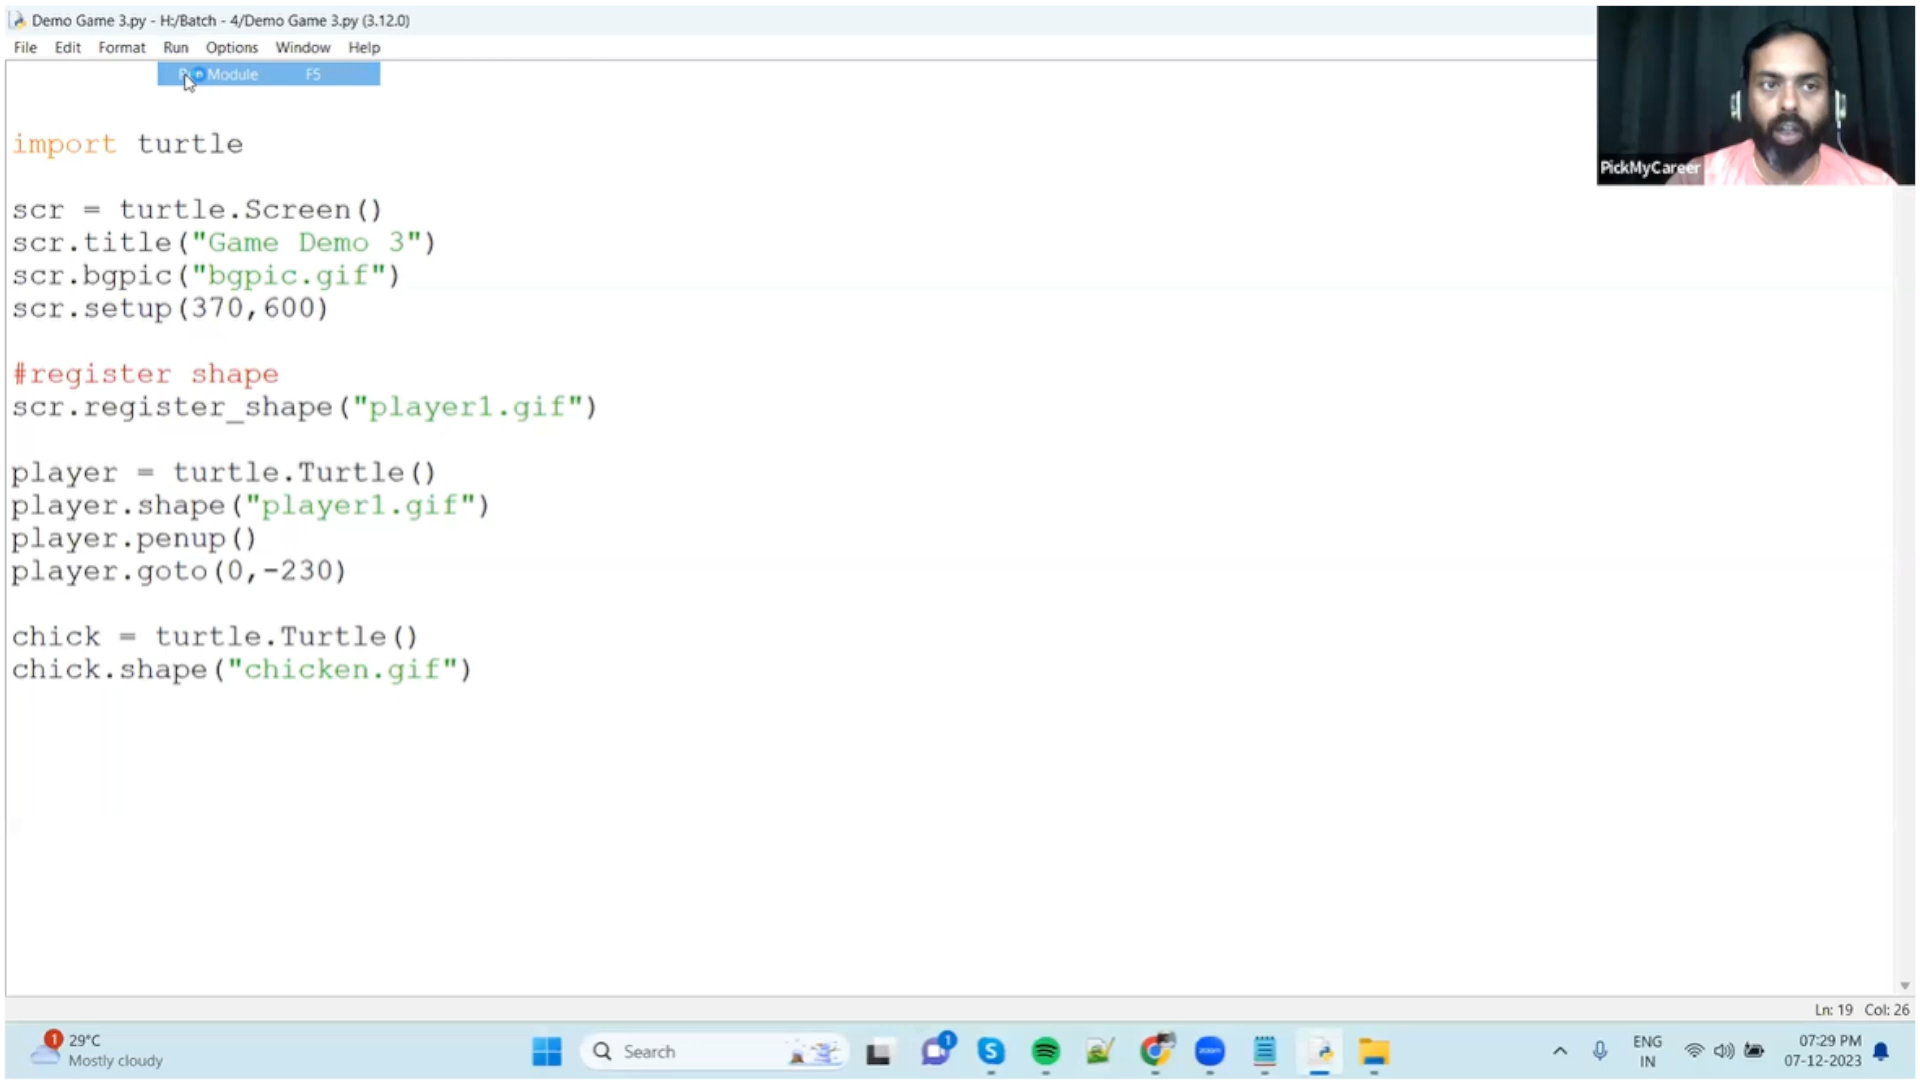 Demo Game 3.py - H:/Batch - 4/Demo Game 3.py (3.12.0)
File Edit Format Run Options Window Help
Module F5
import turtle
scr = turtle.Screen()
scr.title("Game Demo 3")
scr.bgpic("bgpic.gif")
scr.setup(370,600)
#register shape
scr.register_shape("player1.gif")
player = turtle.Turtle()
player.shape("player1.gif")
player.penup()
player.goto(0,-230)
chick = turtle.Turtle()
chick.shape("chicken.gif")
PickMyCareer
Ln: 19 Col: 26
1
29°C
Mostly cloudy
Search
1
zoom
ENG
IN
07:29 PM
07-12-2023